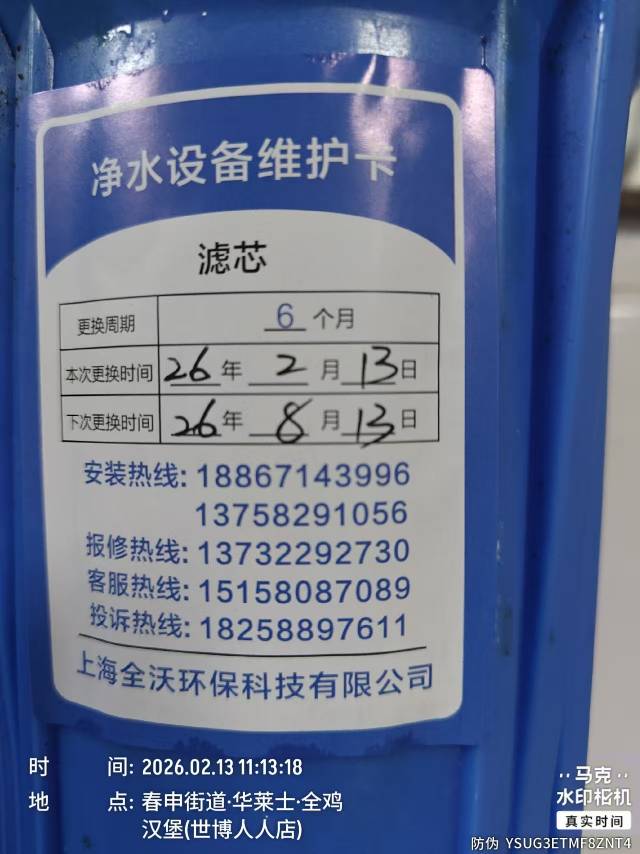 净水设备维护卡
滤芯
更换周期 6 个月
本次更换时间 26 年 2 月 13 日
下次更换时间 26 年 8 月 13 日
安装热线: 18867143996
13758291056
报修热线: 13732292730
客服热线: 15158087089
投诉热线: 18258897611
上海全沃环保科技有限公司
时 间: 2026.02.13 11:13:18
地 点: 春申街道·华莱士·全鸡
汉堡(世博人人店)
马克
水印相机
真实时间
防伪 YSUG3ETMF8ZNT4